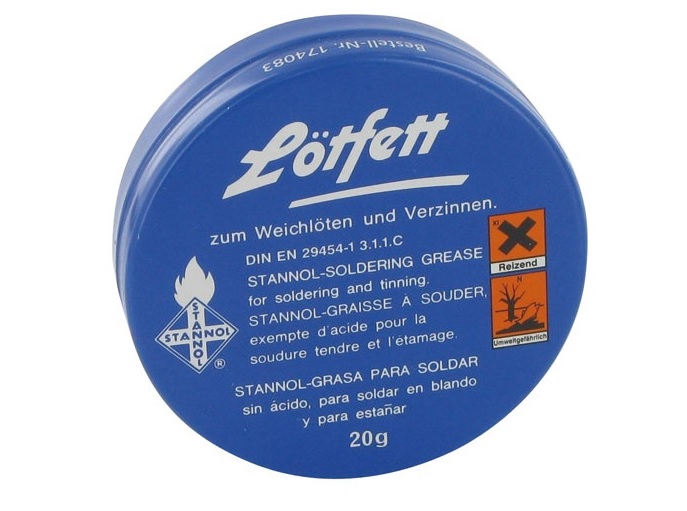 Bestell-Nr. 174083
Lötfett
zum Weichlöten und Verzinnen.
DIN EN 29454-1 3.1.1.C
STANNOL-SOLDERING GREASE
for soldering and tinning.
STANNOL-GRAISSE À SOUDER,
exempte d'acide pour la
soudure tendre et l'étamage.
STANNOL-GRASA PARA SOLDAR
sin ácido, para soldar en blando
y para estañar
20g
STANNOL
STANNOL
®
Xi
Reizend
N
Umweltgefährlich